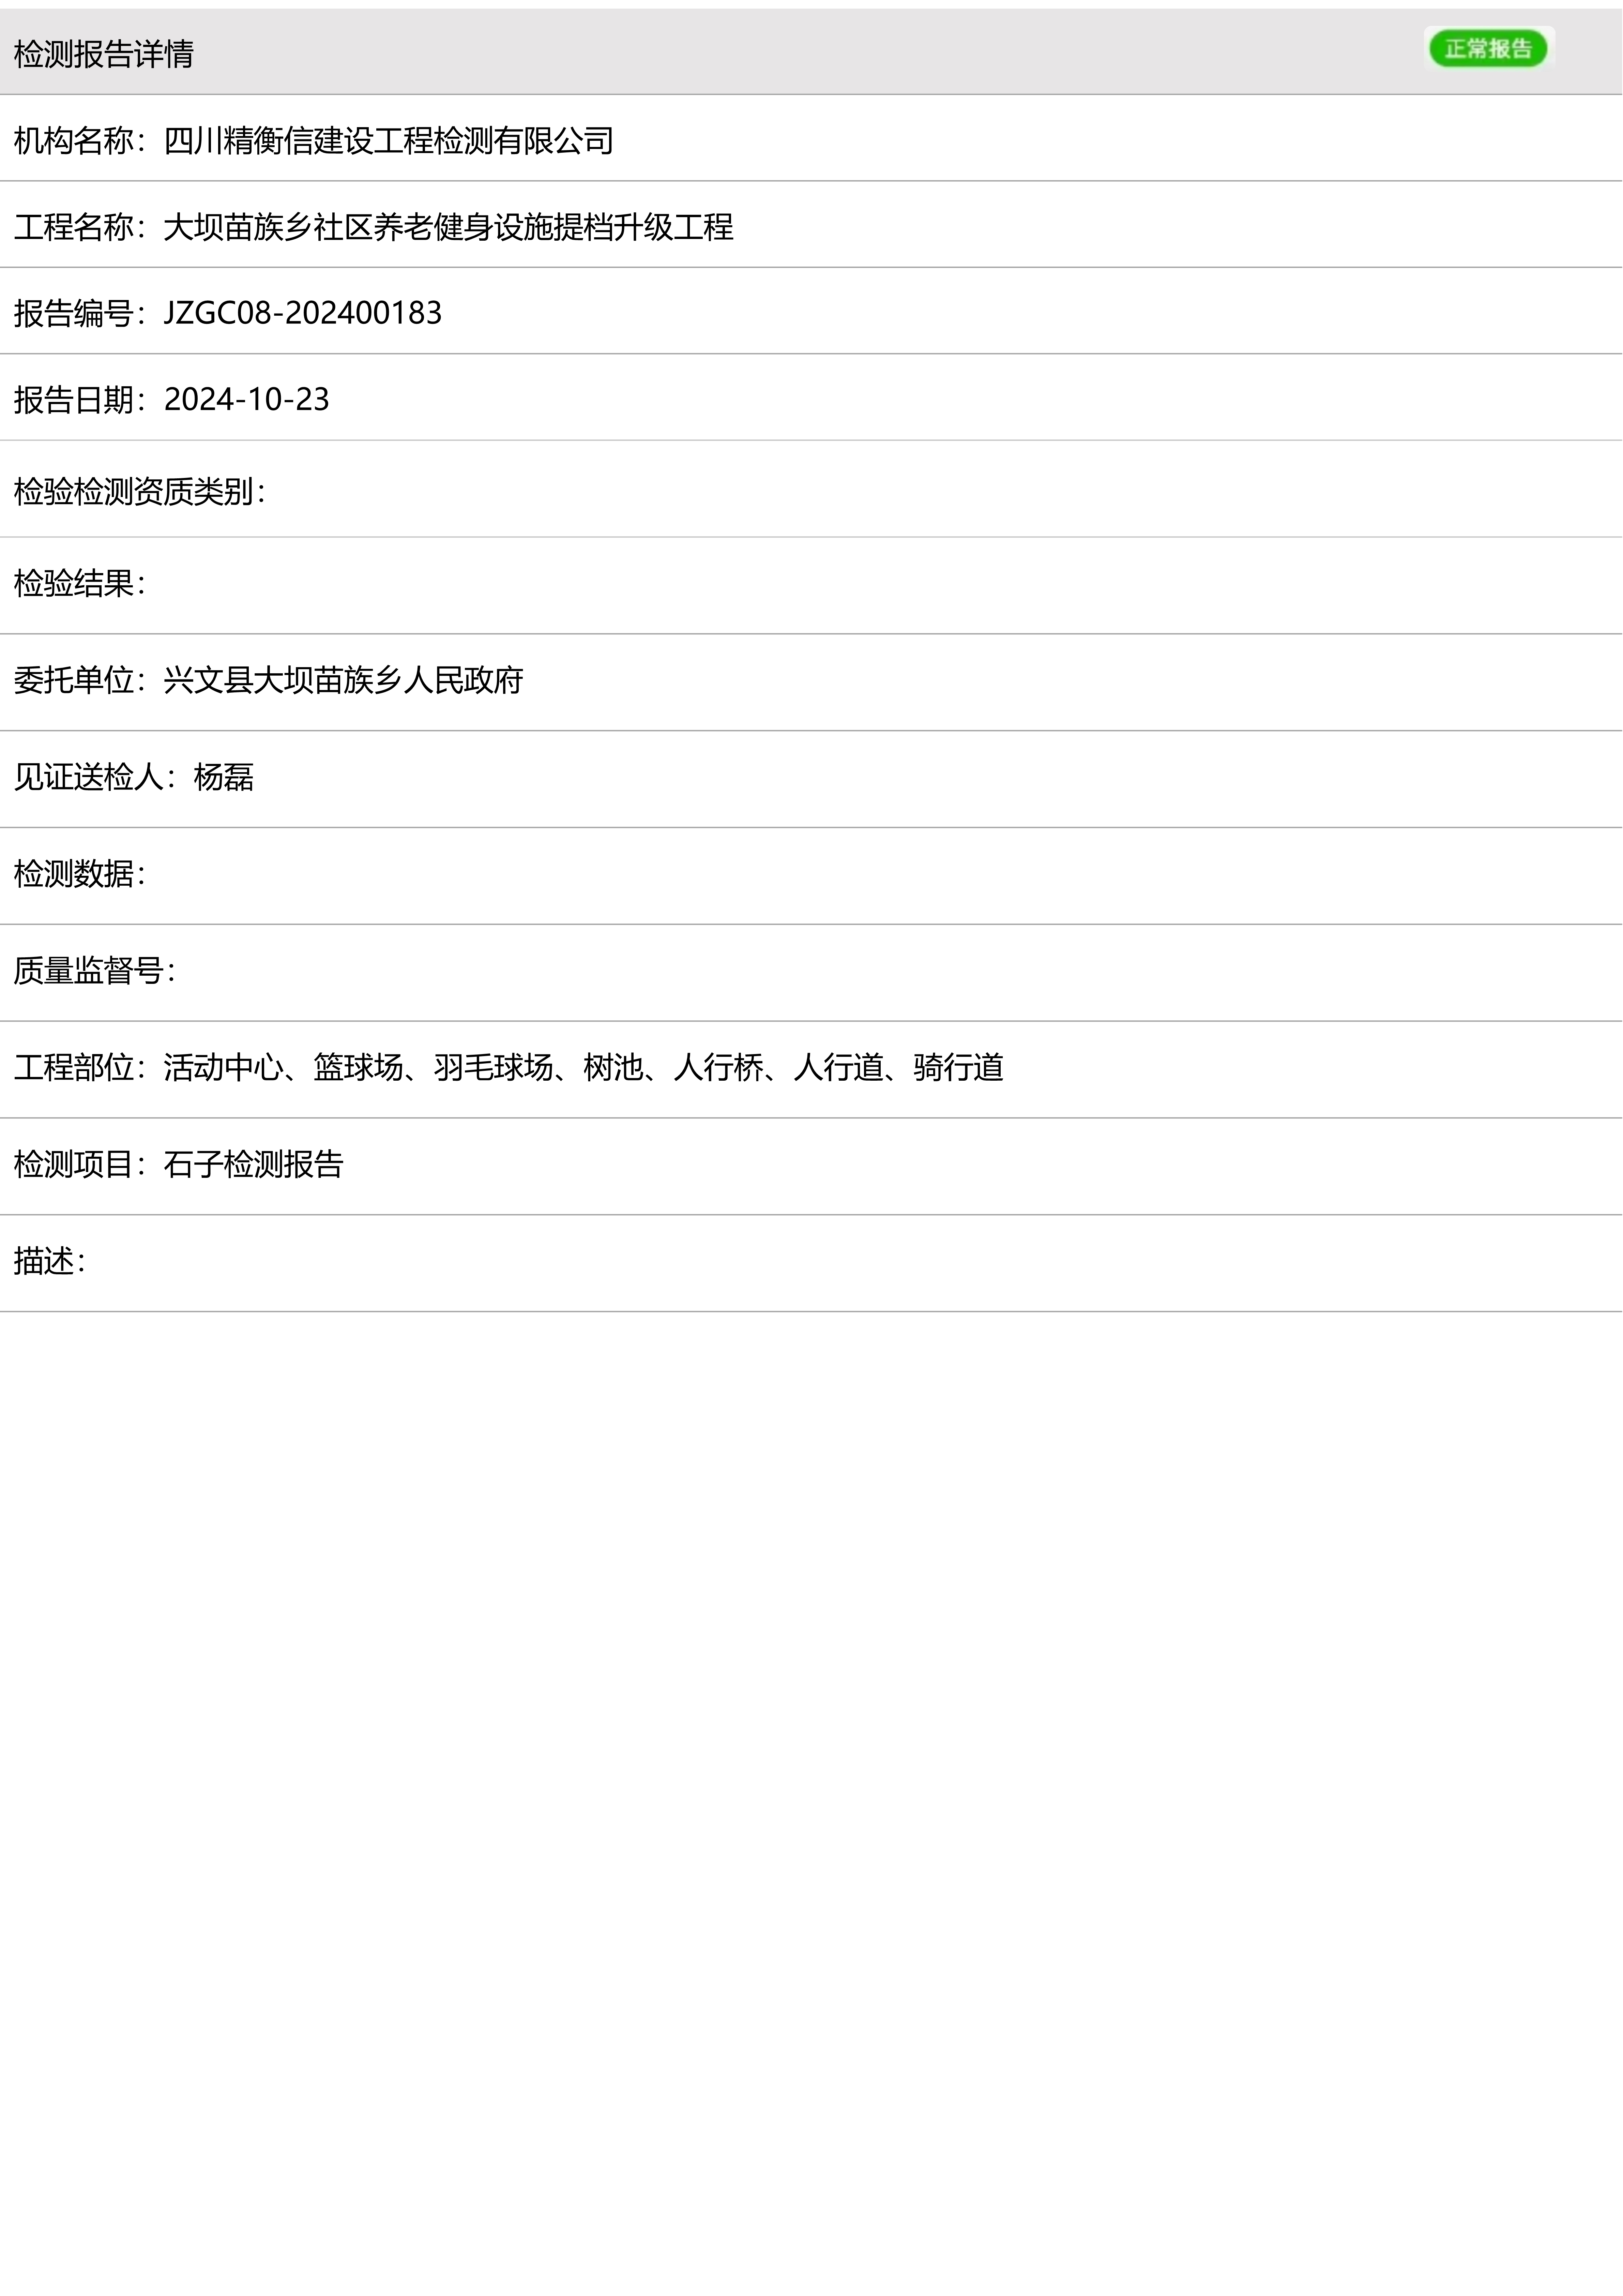 检测报告详情
正常报告
机构名称：四川精衡信建设工程检测有限公司
工程名称：大坝苗族乡社区养老健身设施提档升级工程
报告编号：JZGC08-202400183
报告日期：2024-10-23
检验检测资质类别：
检验结果：
委托单位：兴文县大坝苗族乡人民政府
见证送检人：杨磊
检测数据：
质量监督号：
工程部位：活动中心、篮球场、羽毛球场、树池、人行桥、人行道、骑行道
检测项目：石子检测报告
描述：